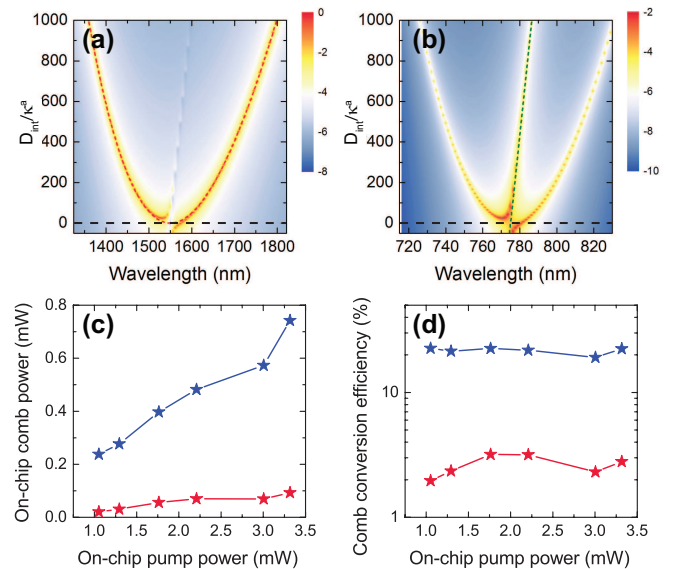 (a)
D_int/κ^a
1000
800
600
400
200
0
1400 1500 1600 1700 1800
Wavelength (nm)
0
-2
-4
-6
-8
(b)
D_int/κ^a
1000
800
600
400
200
0
720 740 760 780 800 820
Wavelength (nm)
-2
-4
-6
-8
-10
(c)
On-chip comb power (mW)
0.8
0.6
0.4
0.2
0.0
1.0 1.5 2.0 2.5 3.0 3.5
On-chip pump power (mW)
(d)
Comb conversion efficiency (%)
10
1
1.0 1.5 2.0 2.5 3.0 3.5
On-chip pump power (mW)